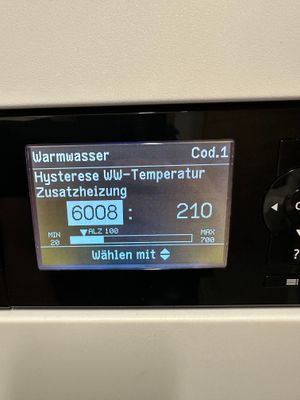 Warmwasser Cod.1
Hysterese WW-Temperatur
Zusatzheizung
6008 : 210
MIN ▼ALZ 100 MAX
20 700
Wählen mit
?